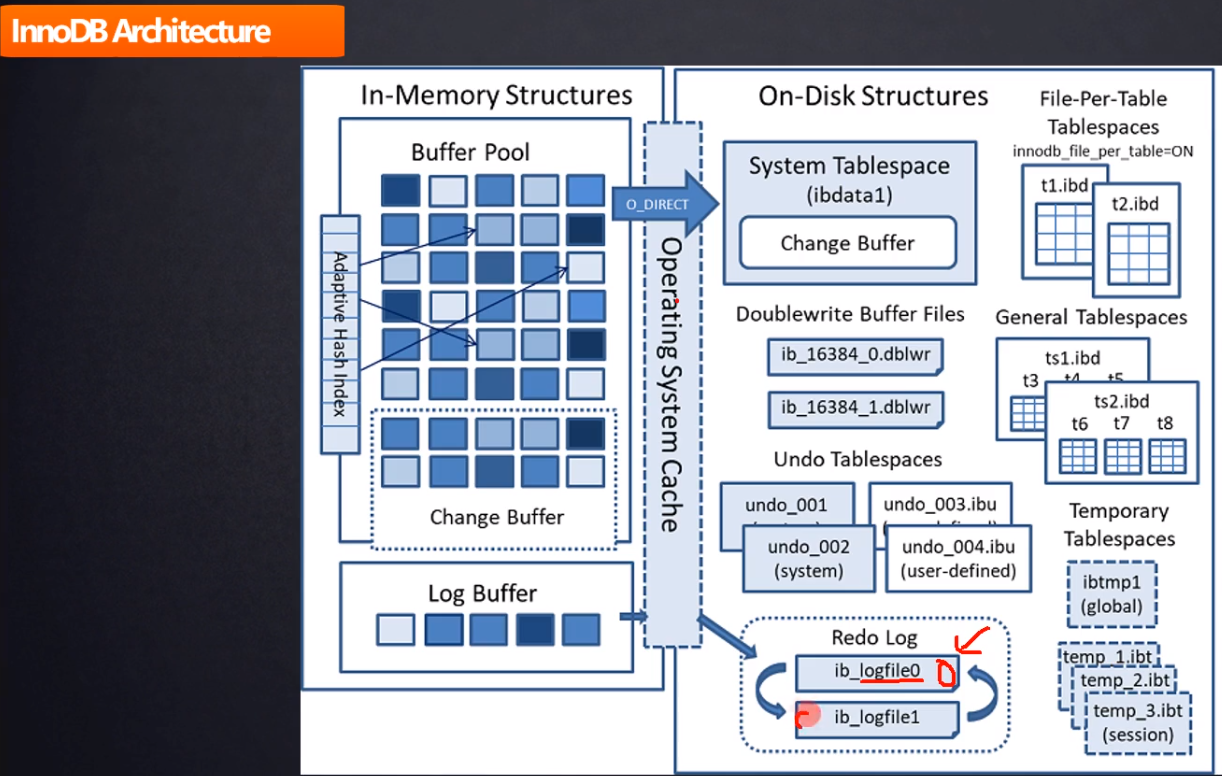 InnoDB Architecture
In-Memory Structures
Buffer Pool
Adaptive Hash Index
Change Buffer
Log Buffer
O_DIRECT
Operating System Cache
On-Disk Structures
System Tablespace
(ibdata1)
Change Buffer
Doublewrite Buffer Files
ib_16384_0.dblwr
ib_16384_1.dblwr
Undo Tablespaces
undo_001
undo_002
(system)
undo_003.ibu
undo_004.ibu
(user-defined)
Redo Log
ib_logfile0
ib_logfile1
File-Per-Table
Tablespaces
innodb_file_per_table=ON
t1.ibd
t2.ibd
General Tablespaces
ts1.ibd
t3 t4 t5
ts2.ibd
t6 t7 t8
Temporary
Tablespaces
ibtmp1
(global)
temp_1.ibt
temp_2.ibt
temp_3.ibt
(session)